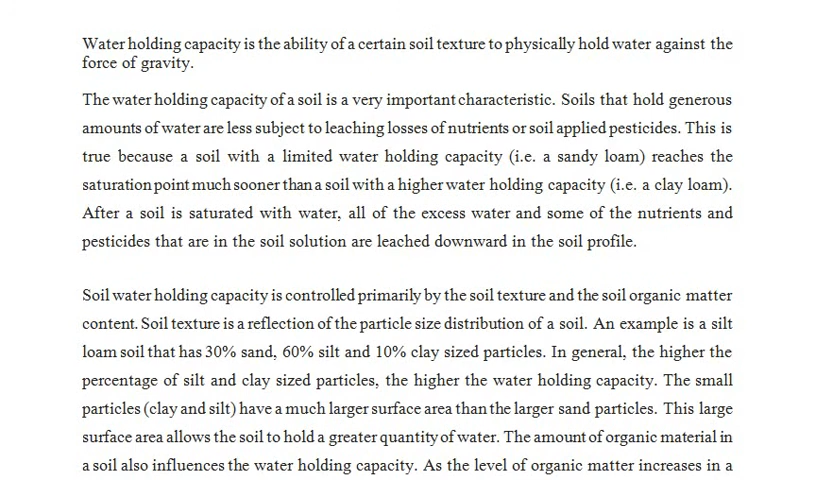 Water holding capacity is the ability of a certain soil texture to physically hold water against the
force of gravity.
The water holding capacity of a soil is a very important characteristic. Soils that hold generous
amounts of water are less subject to leaching losses of nutrients or soil applied pesticides. This is
true because a soil with a limited water holding capacity (i.e. a sandy loam) reaches the
saturation point much sooner than a soil with a higher water holding capacity (i.e. a clay loam).
After a soil is saturated with water, all of the excess water and some of the nutrients and
pesticides that are in the soil solution are leached downward in the soil profile.
Soil water holding capacity is controlled primarily by the soil texture and the soil organic matter
content. Soil texture is a reflection of the particle size distribution of a soil. An example is a silt
loam soil that has 30% sand, 60% silt and 10% clay sized particles. In general, the higher the
percentage of silt and clay sized particles, the higher the water holding capacity. The small
particles (clay and silt) have a much larger surface area than the larger sand particles. This large
surface area allows the soil to hold a greater quantity of water. The amount of organic material in
a soil also influences the water holding capacity. As the level of organic matter increases in a